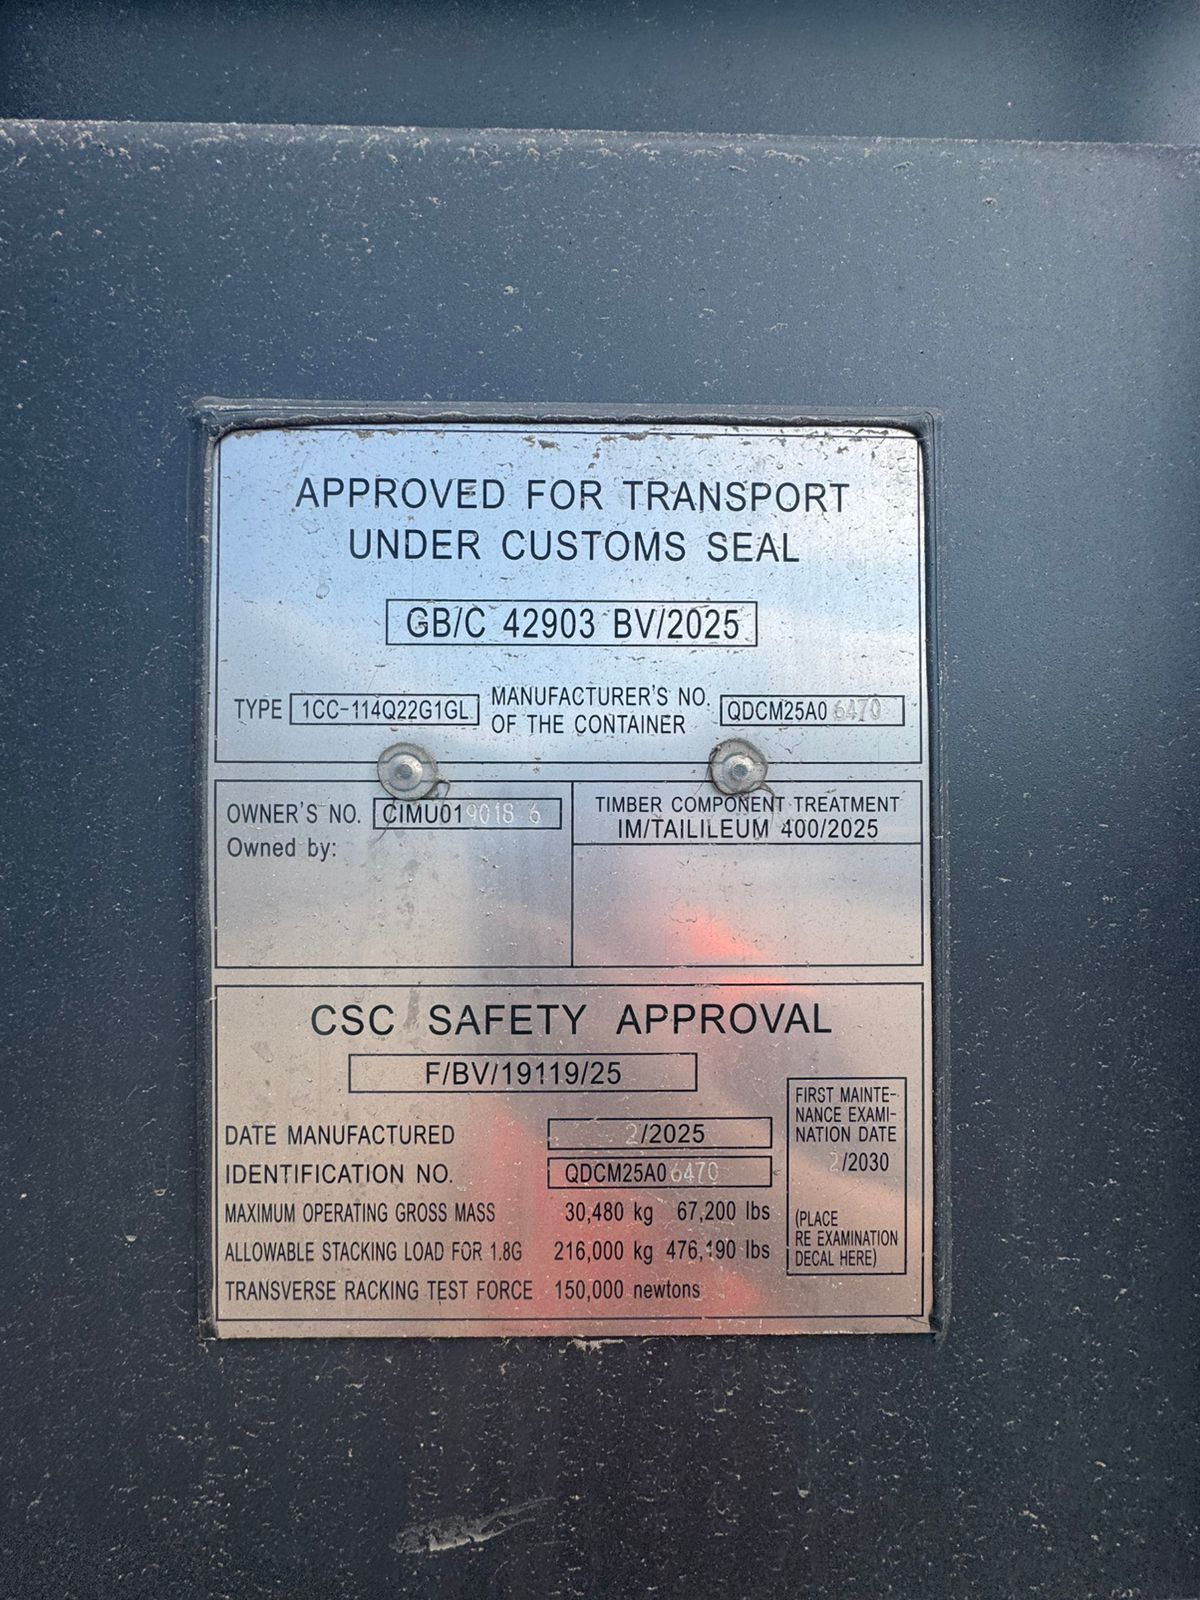 APPROVED FOR TRANSPORT
UNDER CUSTOMS SEAL
GB/C 42903 BV/2025
TYPE 1CC-114Q22G1GL MANUFACTURER'S NO. OF THE CONTAINER QDCM25A06470
OWNER'S NO. CIMU019018 6
Owned by:
TIMBER COMPONENT TREATMENT
IM/TAILILEUM 400/2025
CSC SAFETY APPROVAL
F/BV/19119/25
DATE MANUFACTURED 2/2025
IDENTIFICATION NO. QDCM25A06470
MAXIMUM OPERATING GROSS MASS 30,480 kg 67,200 lbs
ALLOWABLE STACKING LOAD FOR 1.8G 216,000 kg 476,190 lbs
TRANSVERSE RACKING TEST FORCE 150,000 newtons
FIRST MAINTE-
NANCE EXAMI-
NATION DATE
2/2030
(PLACE
RE EXAMINATION
DECAL HERE)